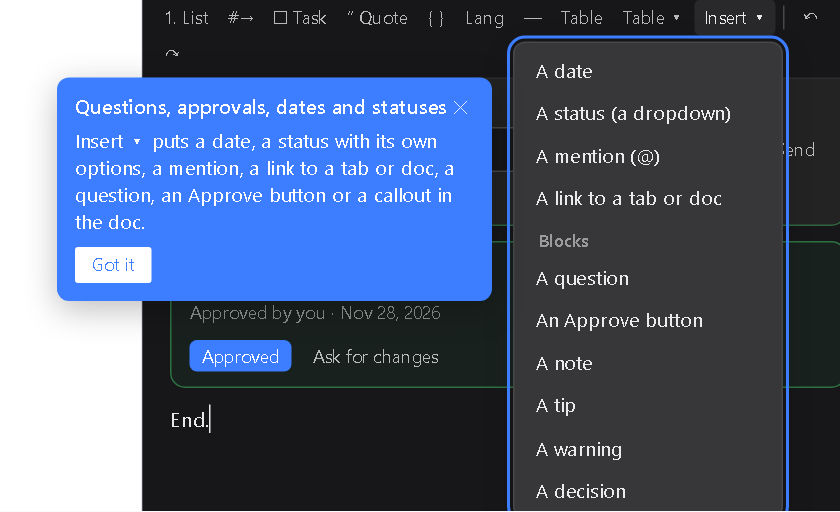 1. List #→ ☐ Task “ Quote { } Lang — Table Table ▾ Insert ▾ ↶
↷
Questions, approvals, dates and statuses ×
Insert ▾ puts a date, a status with its own
options, a mention, a link to a tab or doc, a
question, an Approve button or a callout in
the doc.
Got it
A date
A status (a dropdown)
A mention (@)
A link to a tab or doc
Blocks
A question
An Approve button
A note
A tip
A warning
A decision
Approved by you · Nov 28, 2026
Approved Ask for changes
End.